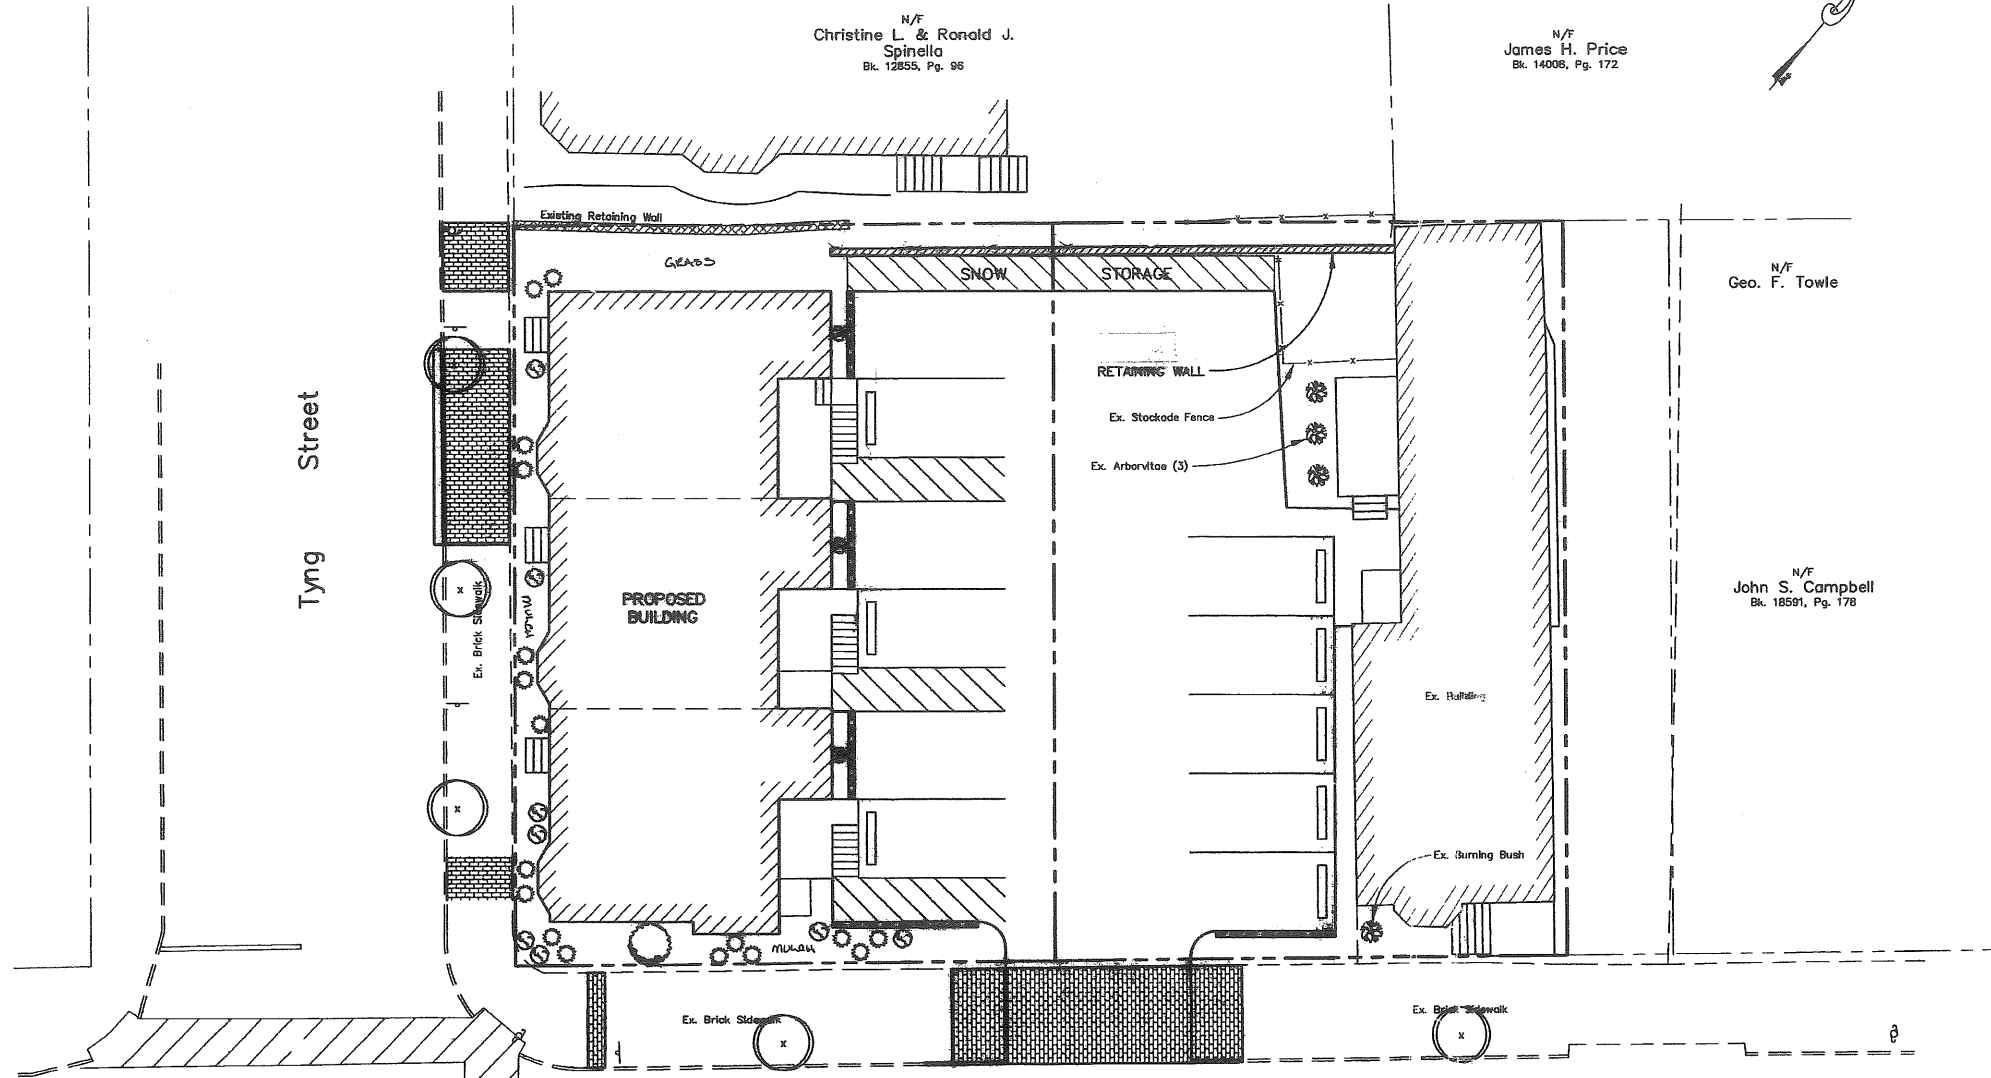 N/F
Christine L. & Ronald J.
Spinella
Bk. 12855, Pg. 96
N/F
James H. Price
Bk. 14008, Pg. 172
Existing Retaining Wall
GRASS
SNOW STORAGE
N/F
Geo. F. Towle
RETAINING WALL
Ex. Stockade Fence
Ex. Arborvitae (3)
Tyng Street
Ex. Brick Sidewalk
MULCH
PROPOSED
BUILDING
N/F
John S. Campbell
Bk. 18591, Pg. 178
Ex. Building
Ex. Burning Bush
MULCH
Ex. Brick Sidewalk
Ex. Brick Sidewalk